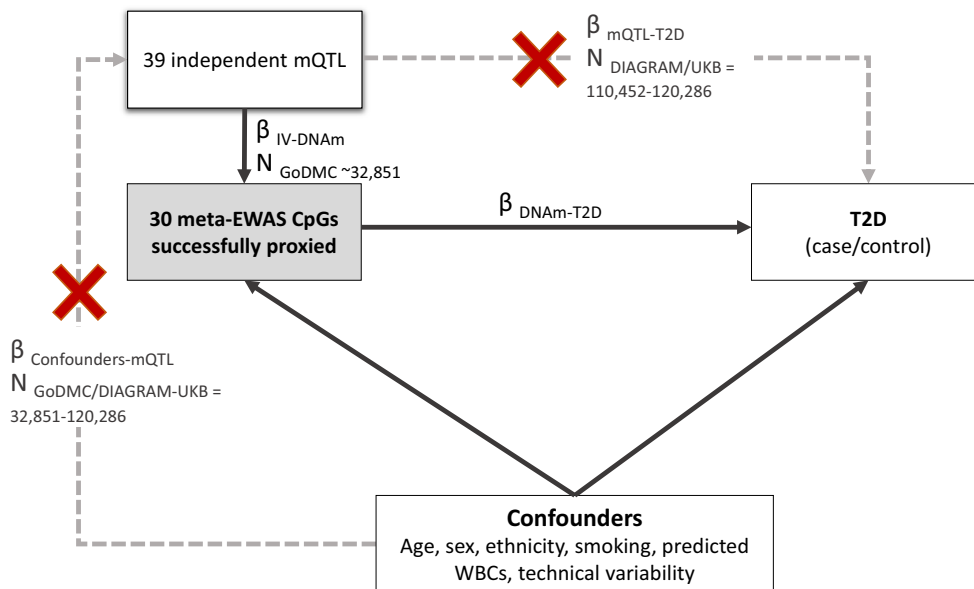 39 independent mQTL
β mQTL-T2D
N DIAGRAM/UKB =
110,452-120,286
β IV-DNAm
N GoDMC ~32,851
30 meta-EWAS CpGs
successfully proxied
β DNAm-T2D
T2D
(case/control)
β Confounders-mQTL
N GoDMC/DIAGRAM-UKB =
32,851-120,286
Confounders
Age, sex, ethnicity, smoking, predicted
WBCs, technical variability